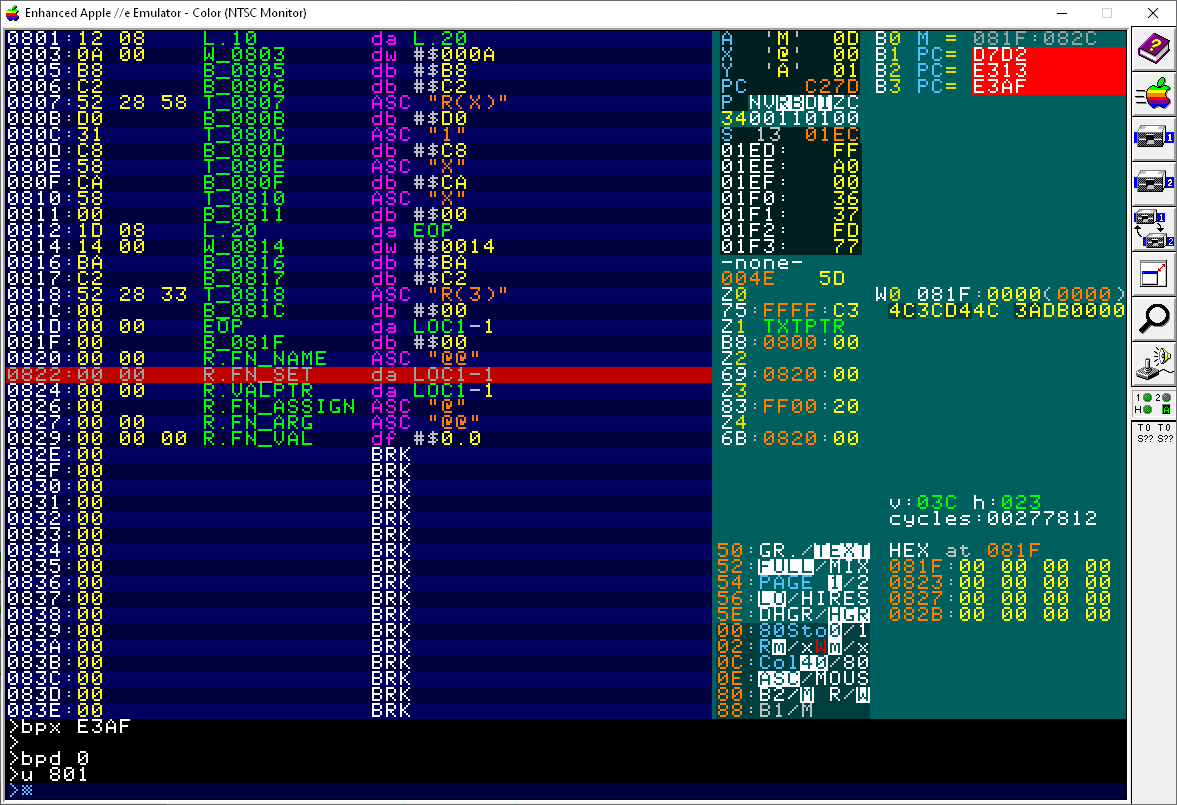 Enhanced Apple //e Emulator - Color (NTSC Monitor)
0801:12 08 L.10 da L.20
0803:0A 00 W_0803 dw #$000A
0805:B8 B_0805 db #$B8
0806:C2 B_0806 db #$C2
0807:52 28 58 T_0807 ASC "R(X)"
080B:D0 B_080B db #$D0
080C:31 T_080C ASC "1"
080D:C8 B_080D db #$C8
080E:58 T_080E ASC "X"
080F:CA B_080F db #$CA
0810:58 T_0810 ASC "X"
0811:00 B_0811 db #$00
0812:1D 08 L.20 da EOP
0814:14 00 W_0814 dw #$0014
0816:BA B_0816 db #$BA
0817:C2 B_0817 db #$C2
0818:52 28 33 T_0818 ASC "R(3)"
081C:00 B_081C db #$00
081D:00 00 EOP da LOC1-1
081F:00 B_081F db #$00
0820:00 00 R.FN_NAME ASC "@@"
0822:00 00 R.FN_SET da LOC1-1
0824:00 00 R.VALPTR da LOC1-1
0826:00 R.FN_ASSIGN ASC "@"
0827:00 00 R.FN_ARG ASC "@@"
0829:00 00 00 R.FN_VAL df #$0.0
082E:00 BRK
082F:00 BRK
0830:00 BRK
0831:00 BRK
0832:00 BRK
0833:00 BRK
0834:00 BRK
0835:00 BRK
0836:00 BRK
0837:00 BRK
0838:00 BRK
0839:00 BRK
083A:00 BRK
083B:00 BRK
083C:00 BRK
083D:00 BRK
083E:00 BRK
A 'M' 0D
X '@' 00
Y 'A' 01
PC C27D
P NVRBDIZC
34 00110100
S 13 01EC
01ED: FF
01EE: A0
01EF: 00
01F0: 36
01F1: 37
01F2: FD
01F3: 77
-none-
004E 5D
Z0
75:FFFF:C3
Z1 TXTPTR
B8:0800:00
Z2
69:0820:00
Z3
83:FF00:20
Z4
6B:0820:00
50:GR./TEXT
52:FULL/MIX
54:PAGE 1/2
56:LO/HIRES
5E:DHGR/HGR
00:80Sto0/1
02:Rm/xWm/x
0C:Col40/80
0E:ASC/MOUS
80:B2/M R/W
88:B1/M
B0 M = 081F:082C
B1 PC= D7D2
B2 PC= E313
B3 PC= E3AF
W0 081F:0000(0000)
4C3CD44C 3ADB0000
v:03C h:023
cycles:00277812
HEX at 081F
081F:00 00 00 00
0823:00 00 00 00
0827:00 00 00 00
082B:00 00 00 00
>bpx E3AF
>
>bpd 0
>u 801
>
?
1
2
1
2
1 2
H A
T0 T0
S?? S??